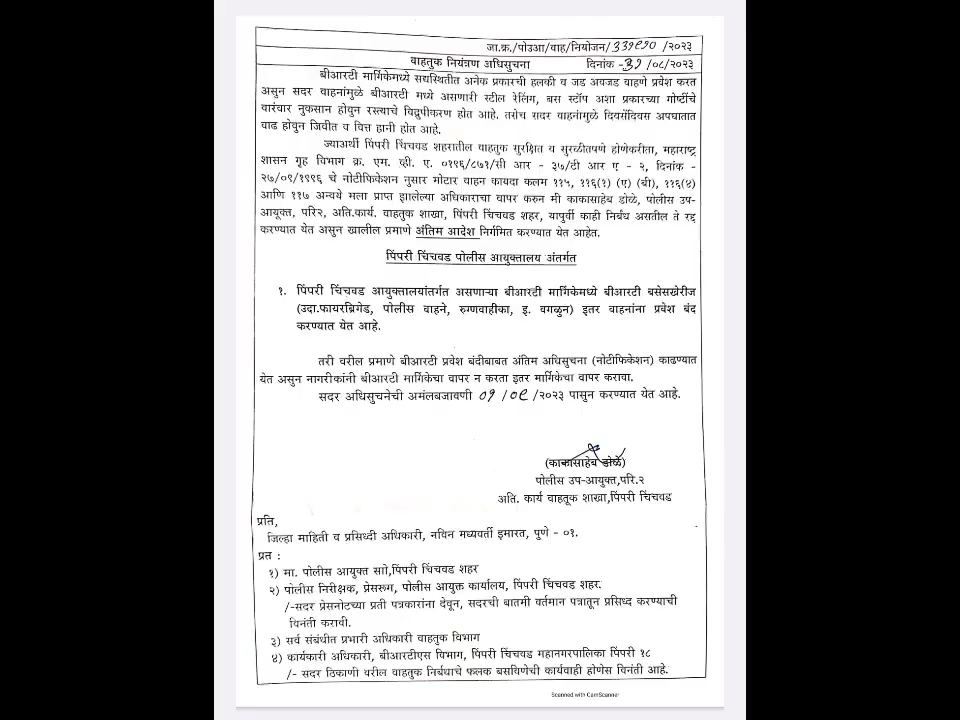 जा.क्र./पोउआ/वाह/नियोजन/३३११०/२०२३
वाहतुक नियंत्रण अधिसुचना दिनांक -३१/०८/२०२३
बीआरटी मार्गिकेमध्ये सद्यस्थितीत अनेक प्रकारची हलकी व जड अवजड वाहणे प्रवेश करत
असुन सदर वाहनांमुळे बीआरटी मध्ये असणारी स्टील रेलिंग, बस स्टॉप अशा प्रकारच्या गोष्टींचे
वारंवार नुकसान होवुन रस्त्याचे विद्रुपीकरण होत आहे. तसेच सदर वाहनांमुळे दिवसेंदिवस अपघातात
वाढ होवुन जिवीत व वित्त हानी होत आहे.
ज्याअर्थी पिंपरी चिंचवड शहरातील वाहतुक सुरक्षित व सुरळीतपणे होणेकरीता, महाराष्ट्र
शासन गृह विभाग क्र. एम. व्ही. ए. ०१९६/८७१/सी आर - ३७/टी आर ए - २, दिनांक -
२७/०९/१९९६ चे नोटीफिकेशन नुसार मोटार वाहन कायदा कलम ११५, ११६(१) (ए) (बी), ११६(४)
आणि ११७ अन्वये मला प्राप्त झालेल्या अधिकाराचा वापर करुन मी काकासाहेब डोळे, पोलीस उप-
आयूक्त, परि२, अति.कार्य. वाहतुक शाखा, पिंपरी चिंचवड शहर, यापुर्वी काही निर्बंध असतील ते रद्द
करण्यात येत असुन खालील प्रमाणे अंतिम आदेश निर्गमित करण्यात येत आहेत.
पिंपरी चिंचवड पोलीस आयुक्तालय अंतर्गत
१. पिंपरी चिंचवड आयुक्तालयांतर्गत असणाऱ्या बीआरटी मार्गिकेमध्ये बीआरटी बसेसखेरीज
(उदा.फायरब्रिगेड, पोलीस वाहने, रुग्णवाहीका, इ. वगळुन) इतर वाहनांना प्रवेश बंद
करण्यात येत आहे.
तरी वरील प्रमाणे बीआरटी प्रवेश बंदीबाबत अंतिम अधिसुचना (नोटीफिकेशन) काढण्यात
येत असुन नागरीकांनी बीआरटी मार्गिकेचा वापर न करता इतर मार्गिकेचा वापर करावा.
सदर अधिसुचनेची अमंलबजावणी ०१/०९/२०२३ पासुन करण्यात येत आहे.
(काकासाहेब डोळे)
पोलीस उप-आयुक्त,परि.२
अति. कार्य वाहतूक शाखा,पिंपरी चिंचवड
प्रति,
जिल्हा माहिती व प्रसिध्दी अधिकारी, नविन मध्यवर्ती इमारत, पुणे - ०१.
प्रत :
१) मा. पोलीस आयुक्त साो,पिंपरी चिंचवड शहर
२) पोलीस निरीक्षक, प्रेसरूम, पोलीस आयुक्त कार्यालय, पिंपरी चिंचवड शहर.
/-सदर प्रेसनोटच्या प्रती पत्रकारांना देवून, सदरची बातमी वर्तमान पत्रातून प्रसिध्द करण्याची
विनंती करावी.
३) सर्व संबंधीत प्रभारी अधिकारी वाहतुक विभाग
४) कार्यकारी अधिकारी, बीआरटीएस विभाग, पिंपरी चिंचवड महानगरपालिका पिंपरी १८
/- सदर ठिकाणी वरील वाहतुक निर्बंधाचे फलक बसविणेची कार्यवाही होणेस विनंती आहे.
Scanned with CamScanner